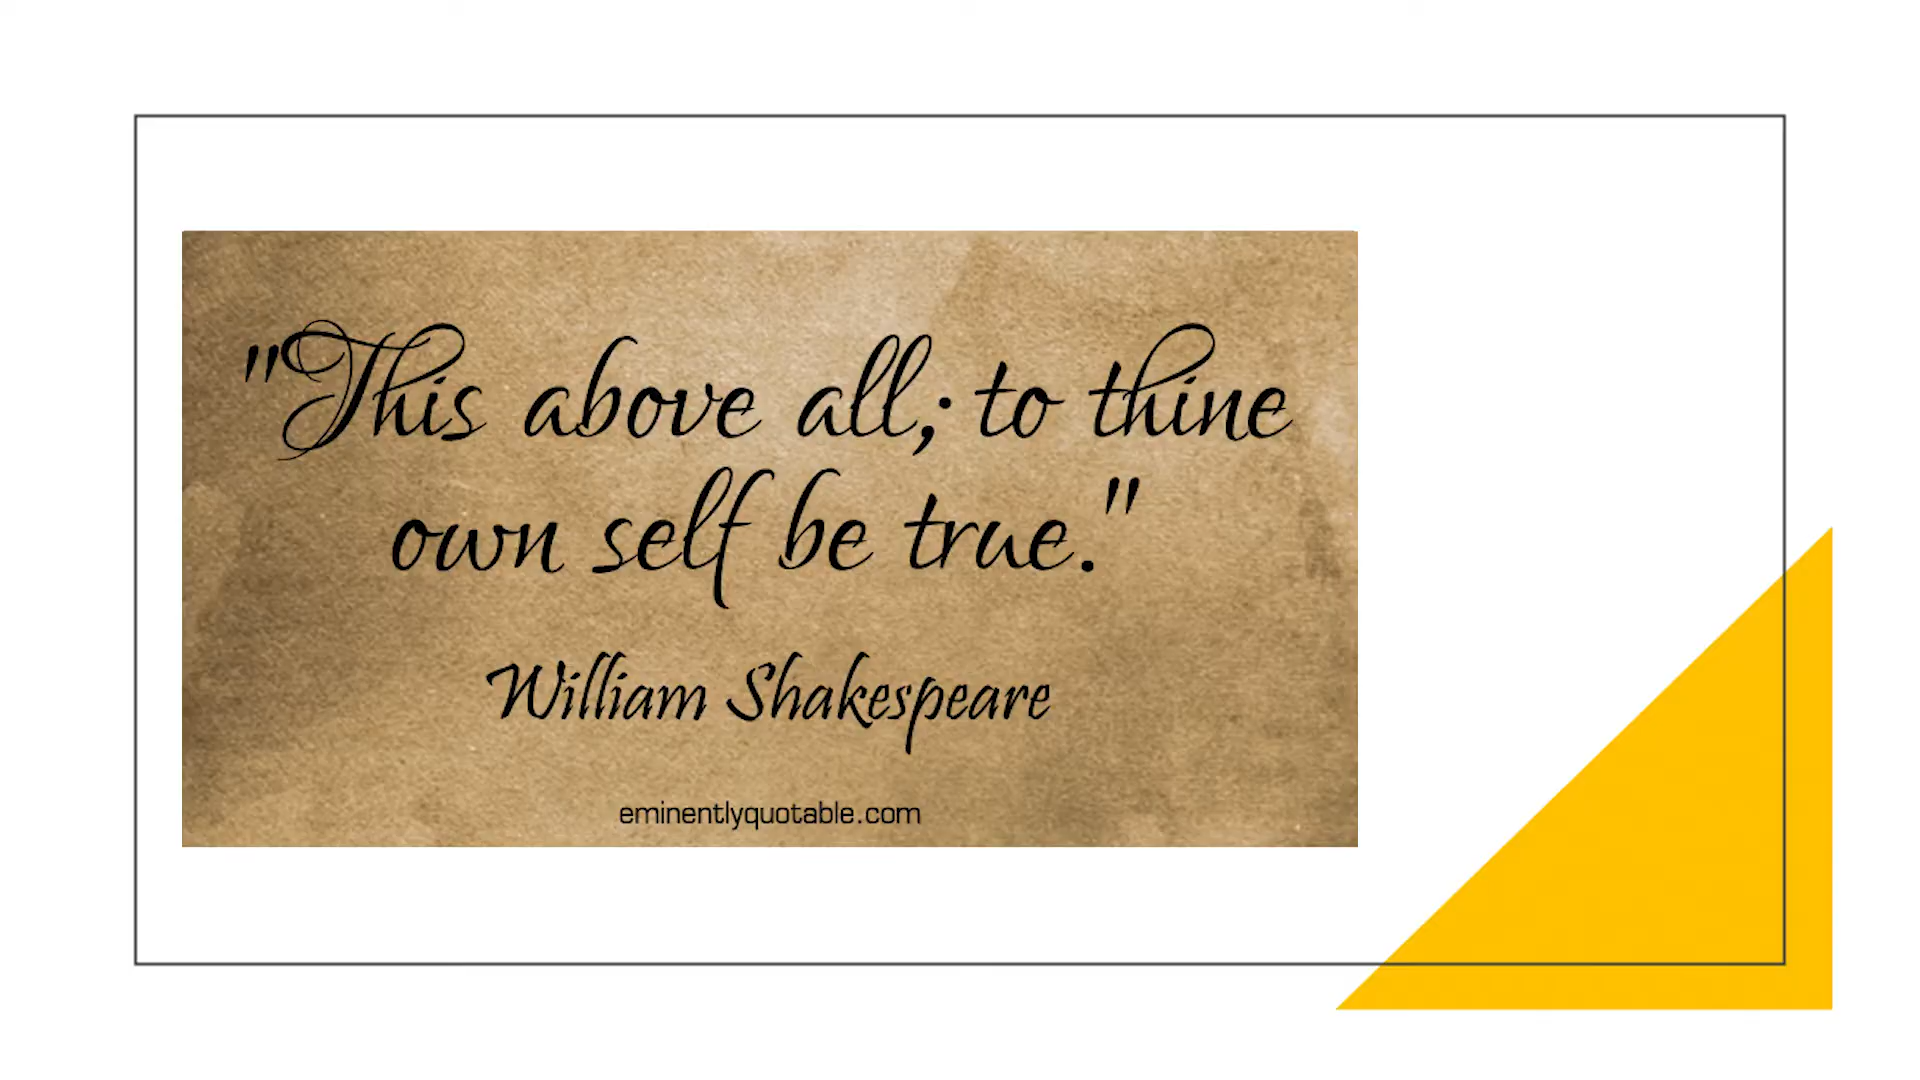 "This above all; to thine
own self be true."
William Shakespeare
eminentlyquotable.com